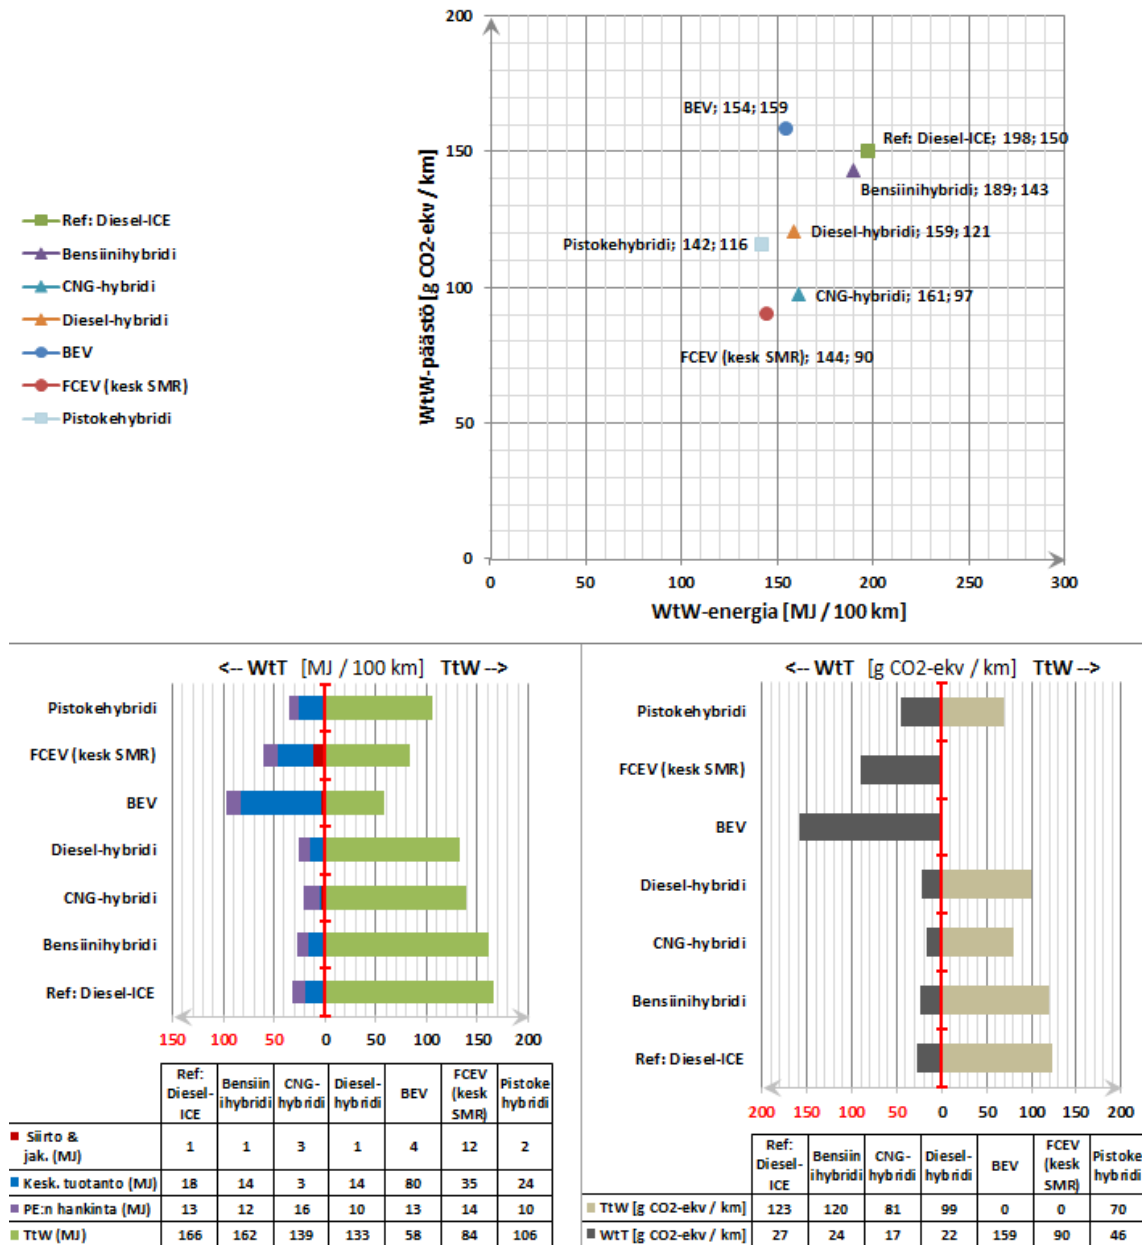 200
150
100
50
0
WtW-päästö [g CO2-ekv / km]
BEV; 154; 159
Ref: Diesel-ICE; 198; 150
Bensiinihybridi; 189; 143
Diesel-hybridi; 159; 121
Pistokehybridi; 142; 116
CNG-hybridi; 161; 97
FCEV (kesk SMR); 144; 90
0 50 100 150 200 250 300
WtW-energia [MJ / 100 km]
Ref: Diesel-ICE
Bensiinihybridi
CNG-hybridi
Diesel-hybridi
BEV
FCEV (kesk SMR)
Pistokehybridi
<-- WtT [MJ / 100 km] TtW -->
Pistokehybridi
FCEV (kesk SMR)
BEV
Diesel-hybridi
CNG-hybridi
Bensiinihybridi
Ref: Diesel-ICE
150 100 50 0 50 100 150 200
Ref: Diesel-ICE Bensiinihybridi CNG-hybridi Diesel-hybridi BEV FCEV (kesk SMR) Pistokehybridi
Siirto & jak. (MJ) 1 1 3 1 4 12 2
Kesk. tuotanto (MJ) 18 14 3 14 80 35 24
PE:n hankinta (MJ) 13 12 16 10 13 14 10
TtW (MJ) 166 162 139 133 58 84 106
<-- WtT [g CO2-ekv / km] TtW -->
Pistokehybridi
FCEV (kesk SMR)
BEV
Diesel-hybridi
CNG-hybridi
Bensiinihybridi
Ref: Diesel-ICE
200 150 100 50 0 50 100 150 200
Ref: Diesel-ICE Bensiinihybridi CNG-hybridi Diesel-hybridi BEV FCEV (kesk SMR) Pistokehybridi
TtW [g CO2-ekv / km] 123 120 81 99 0 0 70
WtT [g CO2-ekv / km] 27 24 17 22 159 90 46